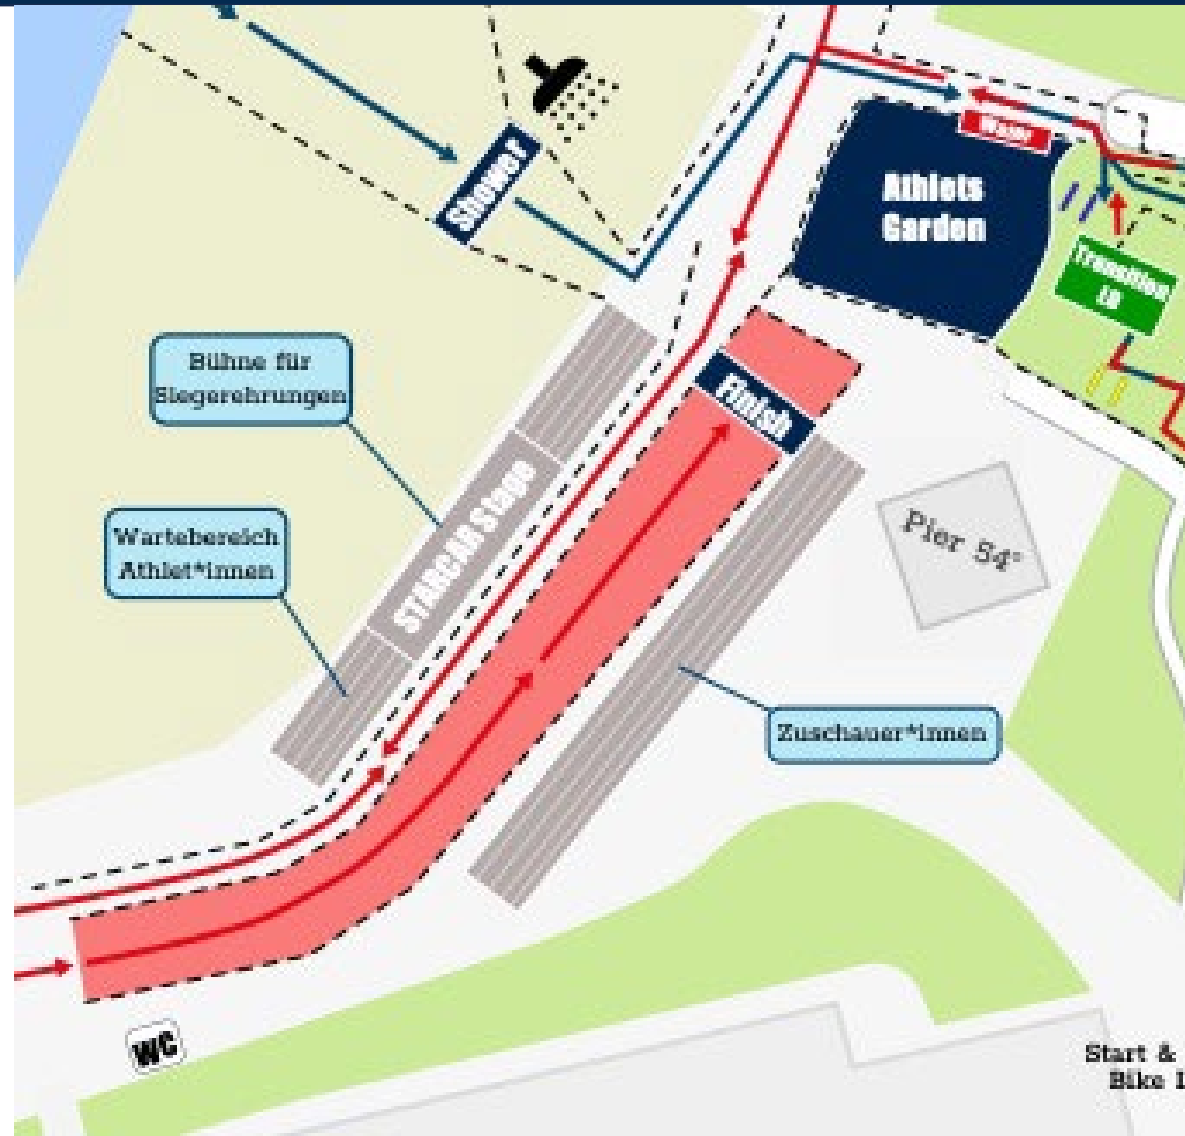 Shower
Water
Athlets
Garden
Transition
Bühne für
Siegerehrungen
Finish
STARCAR Stage
Wartebereich
Athlet*innen
Pier 54°
Zuschauer*innen
WC
Start &
Bike